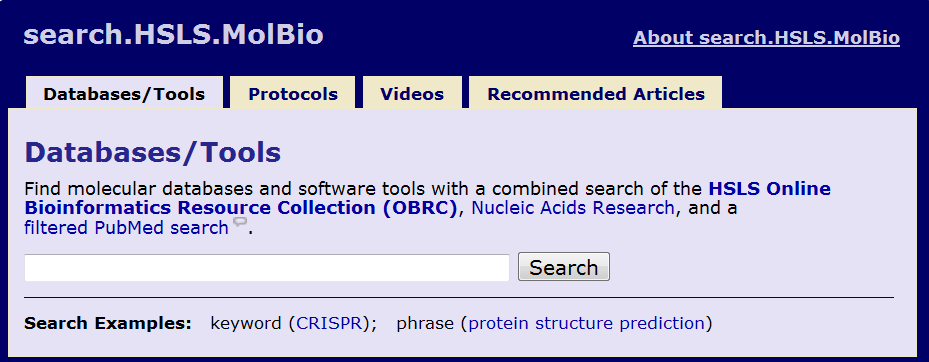 search.HSLS.MolBio
About search.HSLS.MolBio
Databases/Tools
Protocols
Videos
Recommended Articles
Databases/Tools
Find molecular databases and software tools with a combined search of the HSLS Online
Bioinformatics Resource Collection (OBRC), Nucleic Acids Research, and a
filtered PubMed search.
Search
Search Examples: keyword (CRISPR); phrase (protein structure prediction)